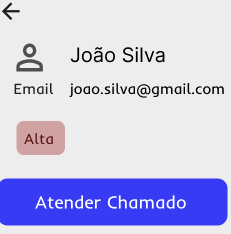 João Silva
Email joao.silva@gmail.com
Alta
Atender Chamado